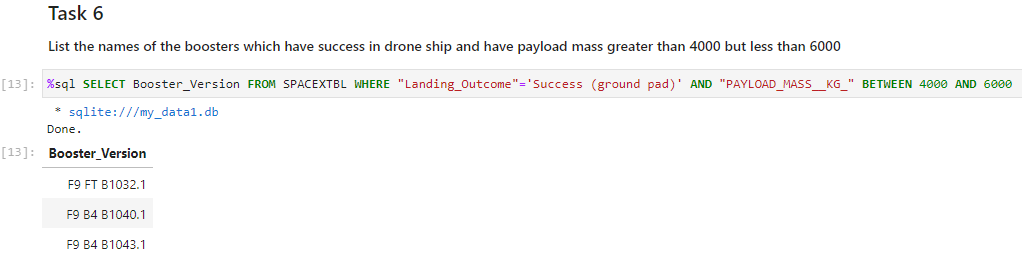 Task 6
List the names of the boosters which have success in drone ship and have payload mass greater than 4000 but less than 6000
[13]: %sql SELECT Booster_Version FROM SPACEXTBL WHERE "Landing_Outcome"='Success (ground pad)' AND "PAYLOAD_MASS__KG_" BETWEEN 4000 AND 6000
* sqlite:///my_data1.db
Done.
[13]: Booster_Version
F9 FT B1032.1
F9 B4 B1040.1
F9 B4 B1043.1